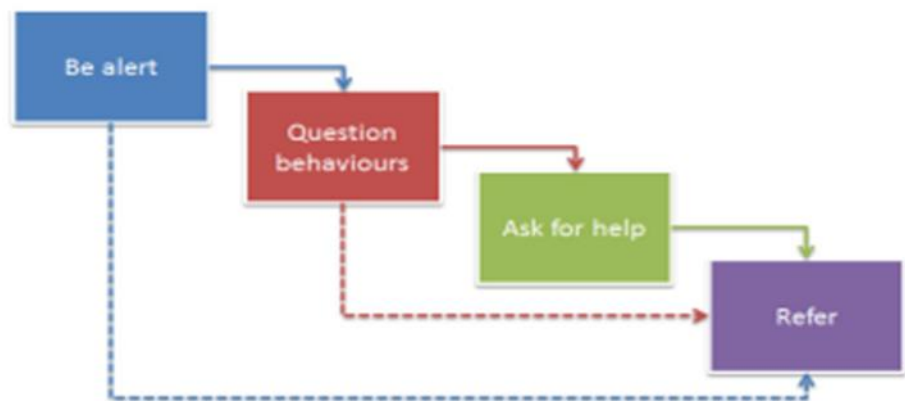 Be alert
Question
behaviours
Ask for help
Refer